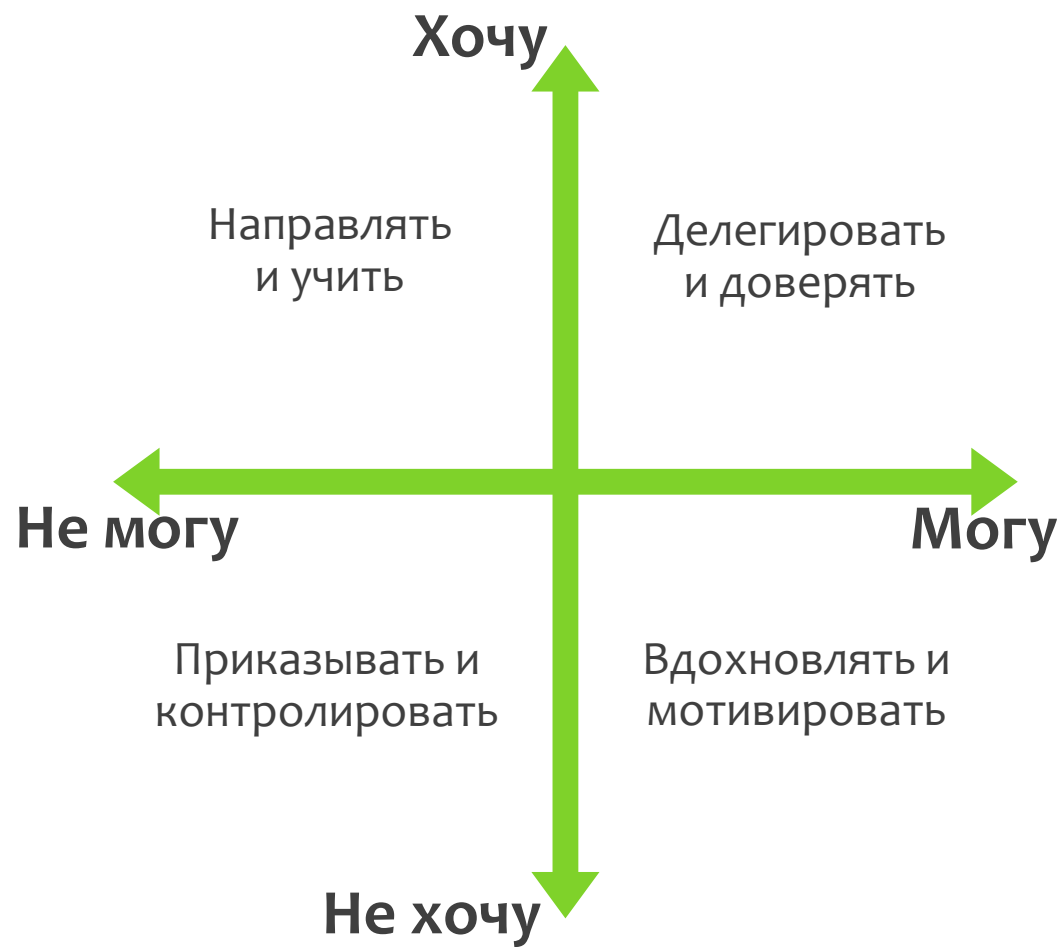 Хочу
Направлять
и учить
Делегировать
и доверять
Не могу
Могу
Приказывать и
контролировать
Вдохновлять и
мотивировать
Не хочу